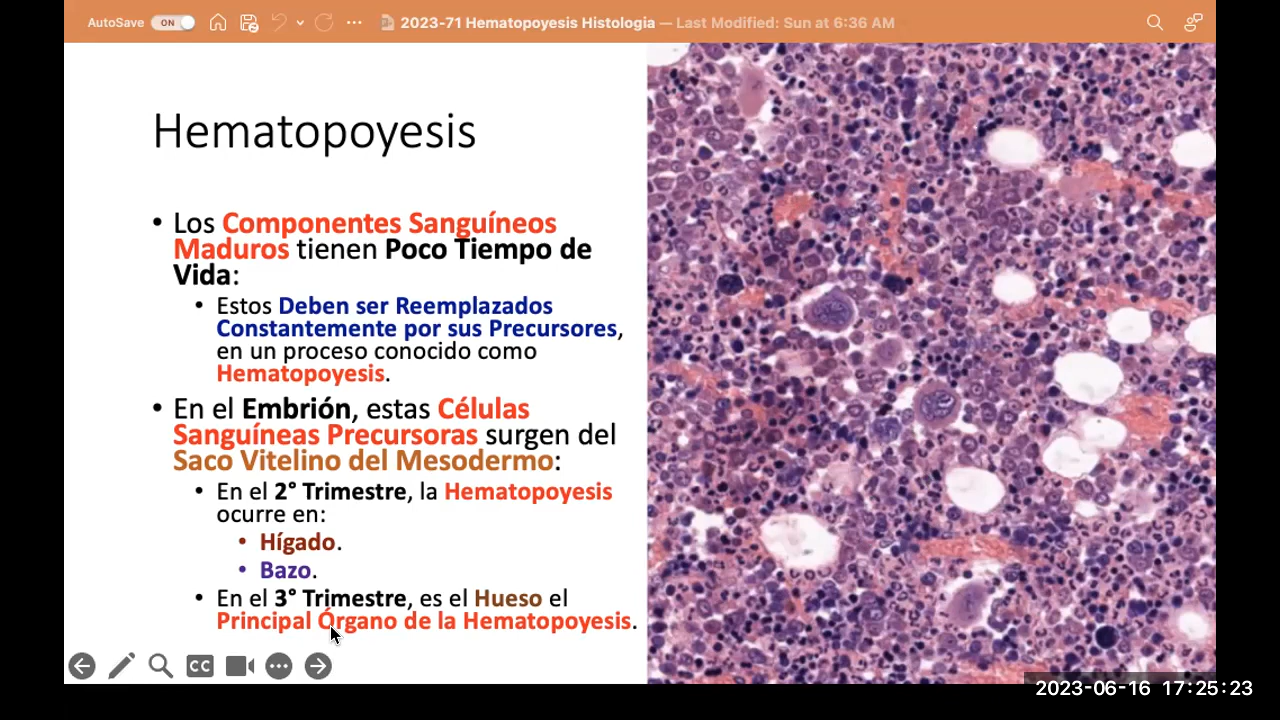 AutoSave ON 2023-71 Hematopoyesis Histologia — Last Modified: Sun at 6:36 AM
Hematopoyesis
• Los Componentes Sanguíneos
Maduros tienen Poco Tiempo de
Vida:
• Estos Deben ser Reemplazados
Constantemente por sus Precursores,
en un proceso conocido como
Hematopoyesis.
• En el Embrión, estas Células
Sanguíneas Precursoras surgen del
Saco Vitelino del Mesodermo:
• En el 2° Trimestre, la Hematopoyesis
ocurre en:
• Hígado.
• Bazo.
• En el 3° Trimestre, es el Hueso el
Principal Órgano de la Hematopoyesis.
CC
2023-06-16 17:25:23